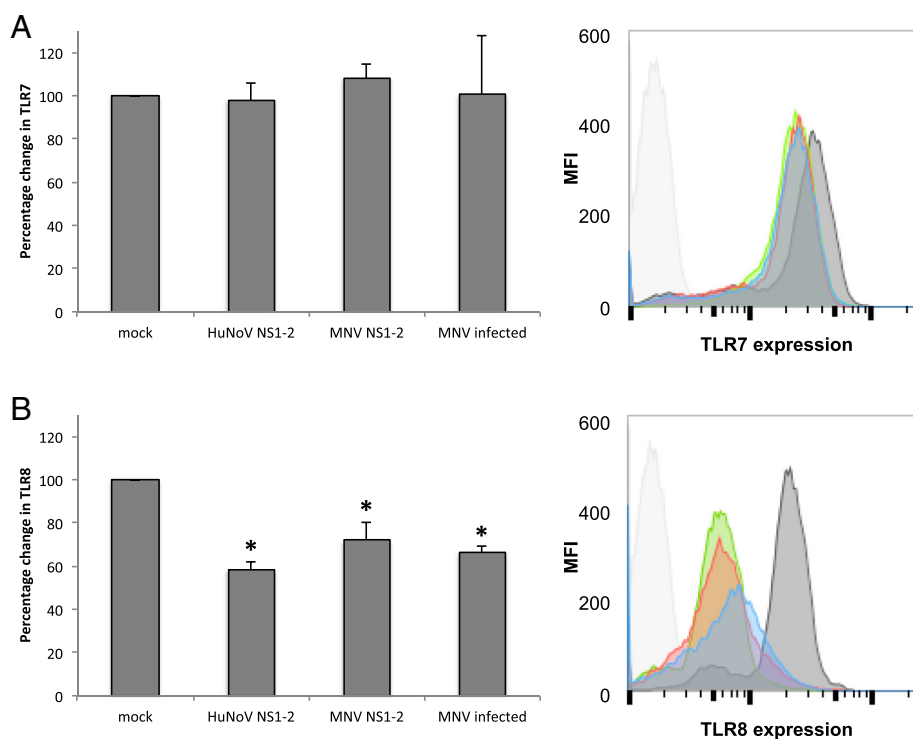 A
Percentage change in TLR7
120
100
80
60
40
20
0
mock HuNoV NS1-2 MNV NS1-2 MNV infected
MFI
600
400
200
0
TLR7 expression
B
Percentage change in TLR8
120
100
80
60
40
20
0
* * *
mock HuNoV NS1-2 MNV NS1-2 MNV infected
MFI
600
400
200
0
TLR8 expression